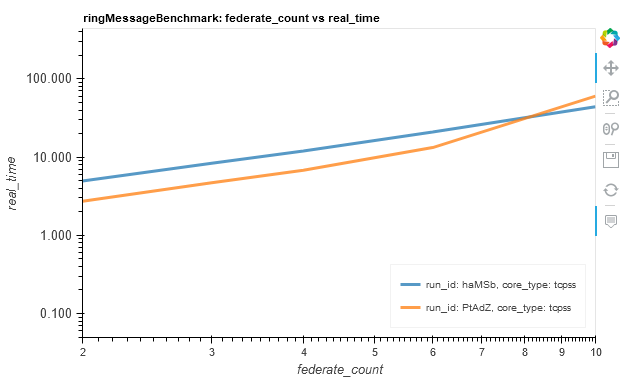 ringMessageBenchmark: federate_count vs real_time
100.000
10.000
1.000
0.100
real_time
run_id: haMSb, core_type: tcpss
run_id: PtAdZ, core_type: tcpss
2 3 4 5 6 7 8 9 10
federate_count